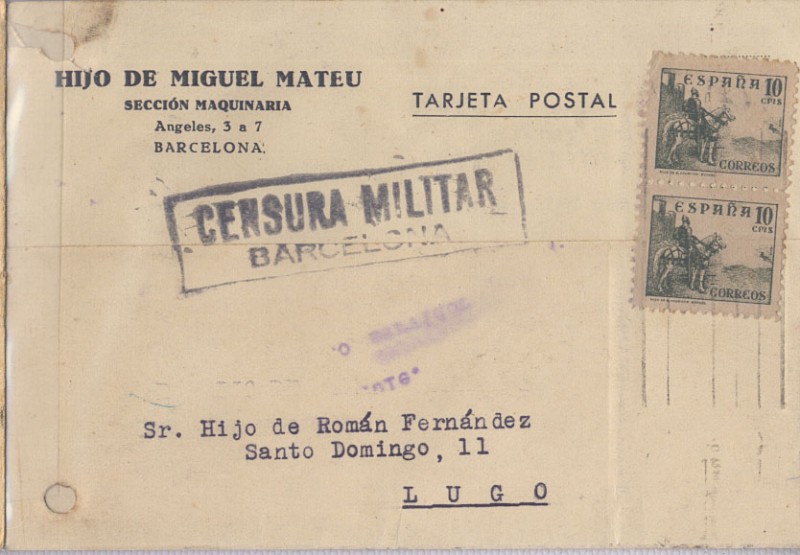 HIJO DE MIGUEL MATEU
SECCIÓN MAQUINARIA
Angeles, 3 a 7
BARCELONA.
TARJETA POSTAL
ESPAÑA 10
CTS
CORREOS
ESPAÑA 10
CTS
CORREOS
CENSURA MILITAR
BARCELONA
Sr. Hijo de Román Fernández
Santo Domingo, 11
L U G O